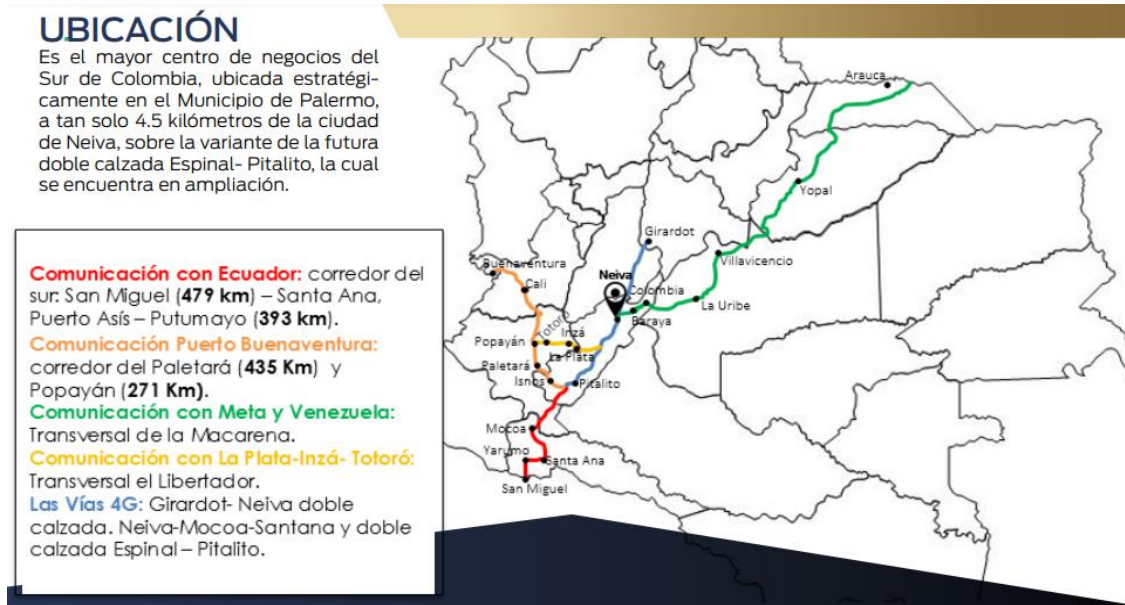 UBICACIÓN
Es el mayor centro de negocios del
Sur de Colombia, ubicada estratégi-
camente en el Municipio de Palermo,
a tan solo 4.5 kilómetros de la ciudad
de Neiva, sobre la variante de la futura
doble calzada Espinal- Pitalito, la cual
se encuentra en ampliación.
Comunicación con Ecuador: corredor del
sur: San Miguel (479 km) – Santa Ana,
Puerto Asís – Putumayo (393 km).
Comunicación Puerto Buenaventura:
corredor del Paletará (435 Km) y
Popayán (271 Km).
Comunicación con Meta y Venezuela:
Transversal de la Macarena.
Comunicación con La Plata-Inzá- Totoró:
Transversal el Libertador.
Las Vías 4G: Girardot- Neiva doble
calzada. Neiva-Mocoa-Santana y doble
calzada Espinal – Pitalito.
Arauca
Yopal
Girardot
Villavicencio
Buenaventura
Neiva
Cali
Colombia
La Uribe
Baraya
Totoró
Inzá
Popayán
La Plata
Paletará
Isnos
Pitalito
Mocoa
Yarumo
Santa Ana
San Miguel